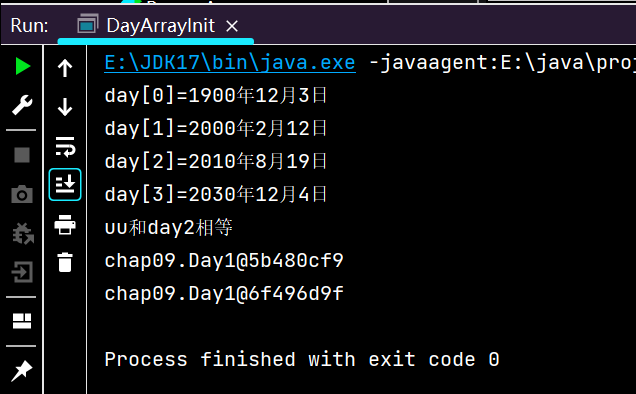 Run: DayArrayInit
E:\JDK17\bin\java.exe -javaagent:E:\java\proj
day[0]=1900年12月3日
day[1]=2000年2月12日
day[2]=2010年8月19日
day[3]=2030年12月4日
uu和day2相等
chap09.Day1@5b480cf9
chap09.Day1@6f496d9f
Process finished with exit code 0